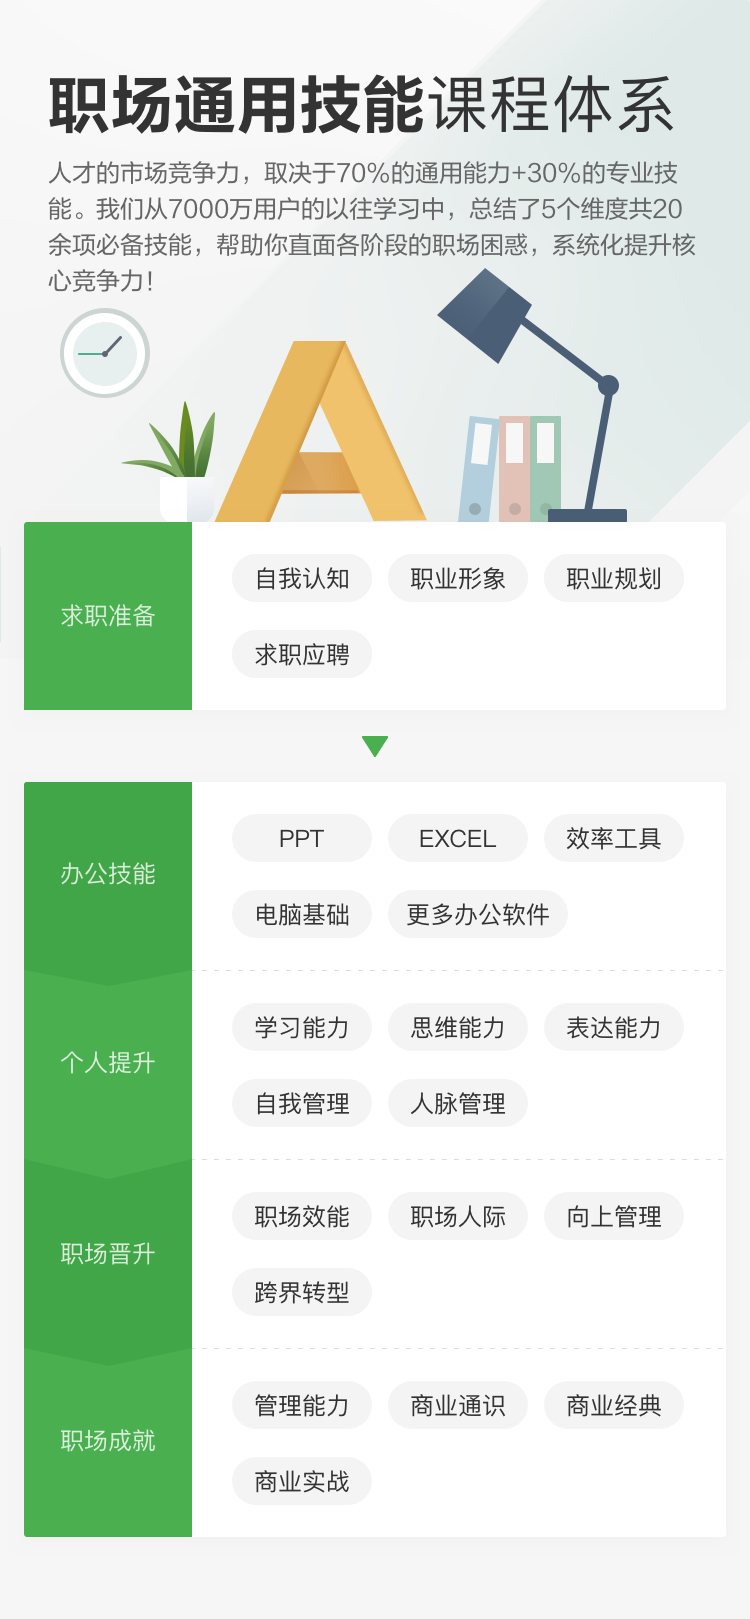 职场通用技能课程体系
人才的市场竞争力，取决于70%的通用能力+30%的专业技
能。我们从7000万用户的以往学习中，总结了5个维度共20
余项必备技能，帮助你直面各阶段的职场困惑，系统化提升核
心竞争力！
求职准备
自我认知 职业形象 职业规划
求职应聘
办公技能
PPT EXCEL 效率工具
电脑基础 更多办公软件
个人提升
学习能力 思维能力 表达能力
自我管理 人脉管理
职场晋升
职场效能 职场人际 向上管理
跨界转型
职场成就
管理能力 商业通识 商业经典
商业实战